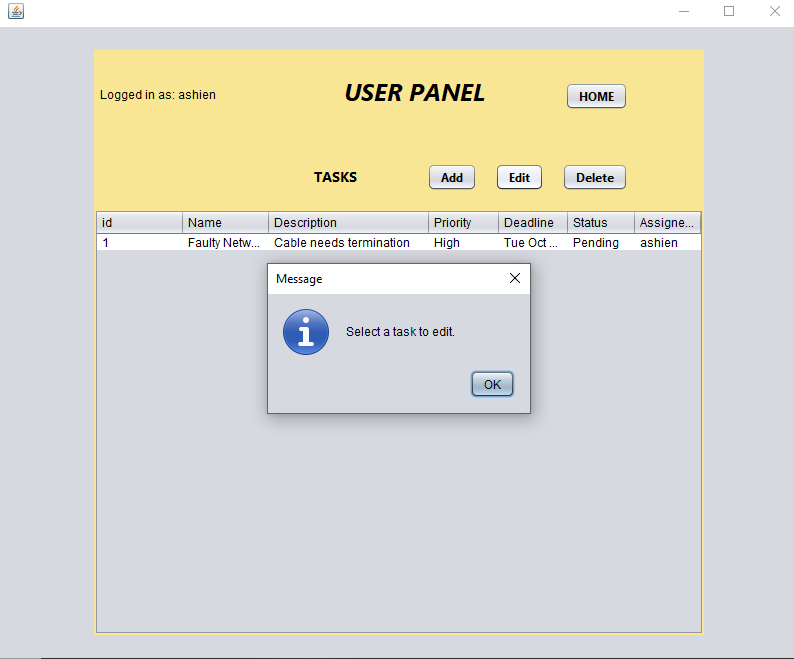 Logged in as: ashien
USER PANEL
HOME
TASKS
Add
Edit
Delete
id Name Description Priority Deadline Status Assigne...
1 Faulty Netw... Cable needs termination High Tue Oct ... Pending ashien
Message
Select a task to edit.
OK